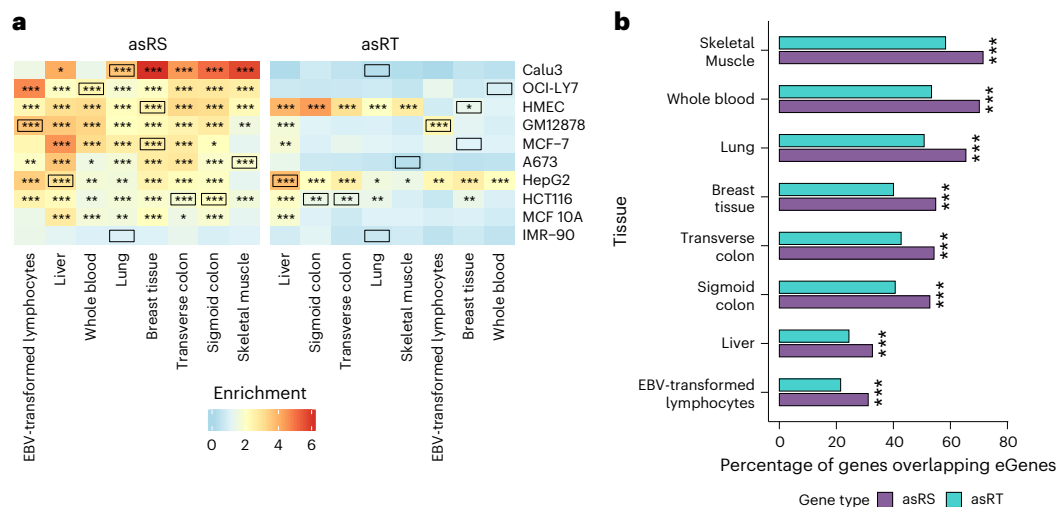 a
asRS
asRT
* *** *** *** *** *** Calu3
*** *** *** *** *** *** *** *** OCI-LY7
*** *** *** *** *** *** *** *** *** *** *** *** *** * HMEC
*** *** *** *** *** *** *** ** *** *** GM12878
*** *** *** *** *** * ** MCF-7
** *** * ** *** *** *** *** A673
*** *** ** ** *** *** *** *** *** *** * * ** *** *** HepG2
*** *** ** *** *** *** *** *** *** ** ** ** ** HCT116
*** *** ** *** * *** *** MCF 10A
IMR-90
EBV-transformed lymphocytes
Liver
Whole blood
Lung
Breast tissue
Transverse colon
Sigmoid colon
Skeletal muscle
Liver
Sigmoid colon
Transverse colon
Lung
Skeletal muscle
EBV-transformed lymphocytes
Breast tissue
Whole blood
Enrichment
0 2 4 6
b
Tissue
Skeletal
Muscle
***
Whole blood
***
Lung
***
Breast
tissue
***
Transverse
colon
***
Sigmoid
colon
***
Liver
***
EBV-transformed
lymphocytes
***
0 20 40 60 80
Percentage of genes overlapping eGenes
Gene type asRS asRT